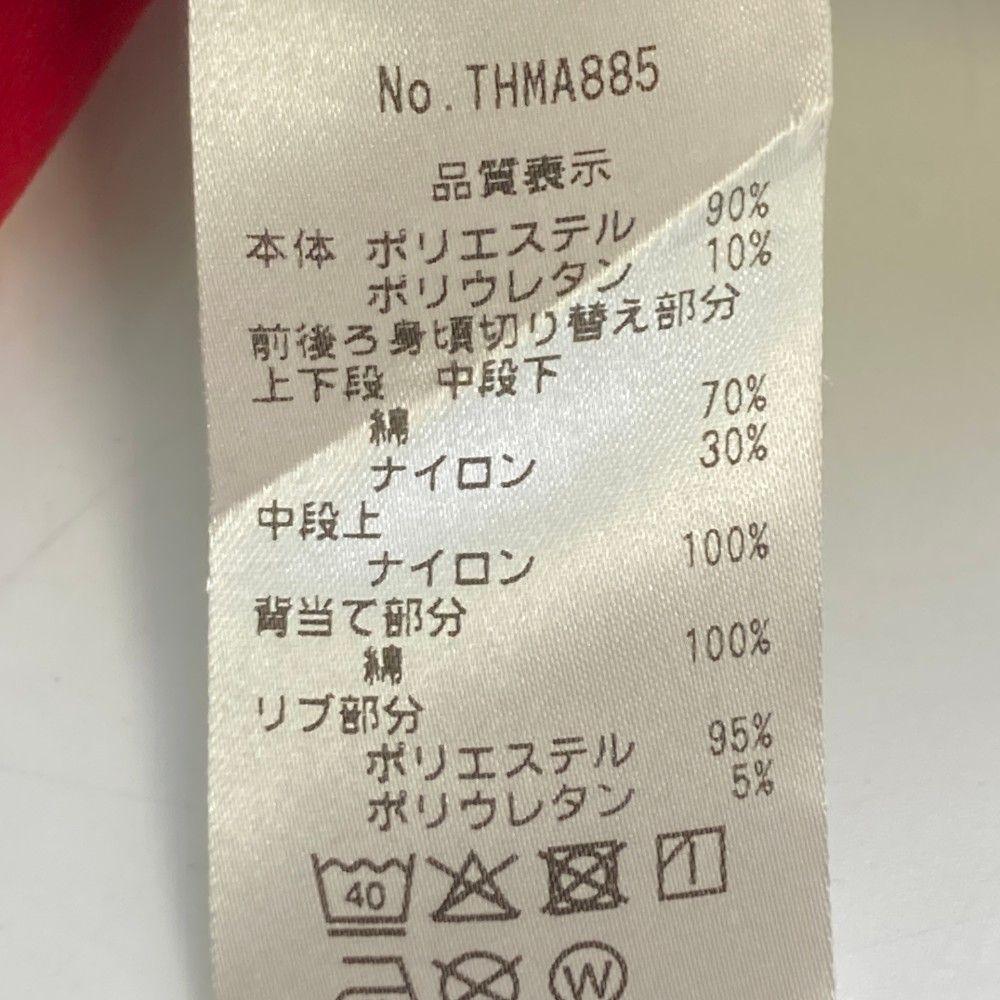 No.THMA885
品質表示
本体 ポリエステル 90%
ポリウレタン 10%
前後ろ身頃切り替え部分
上下段 中段下
綿 70%
ナイロン 30%
中段上
ナイロン 100%
背当て部分
綿 100%
リブ部分
ポリエステル 95%
ポリウレタン 5%
40
W